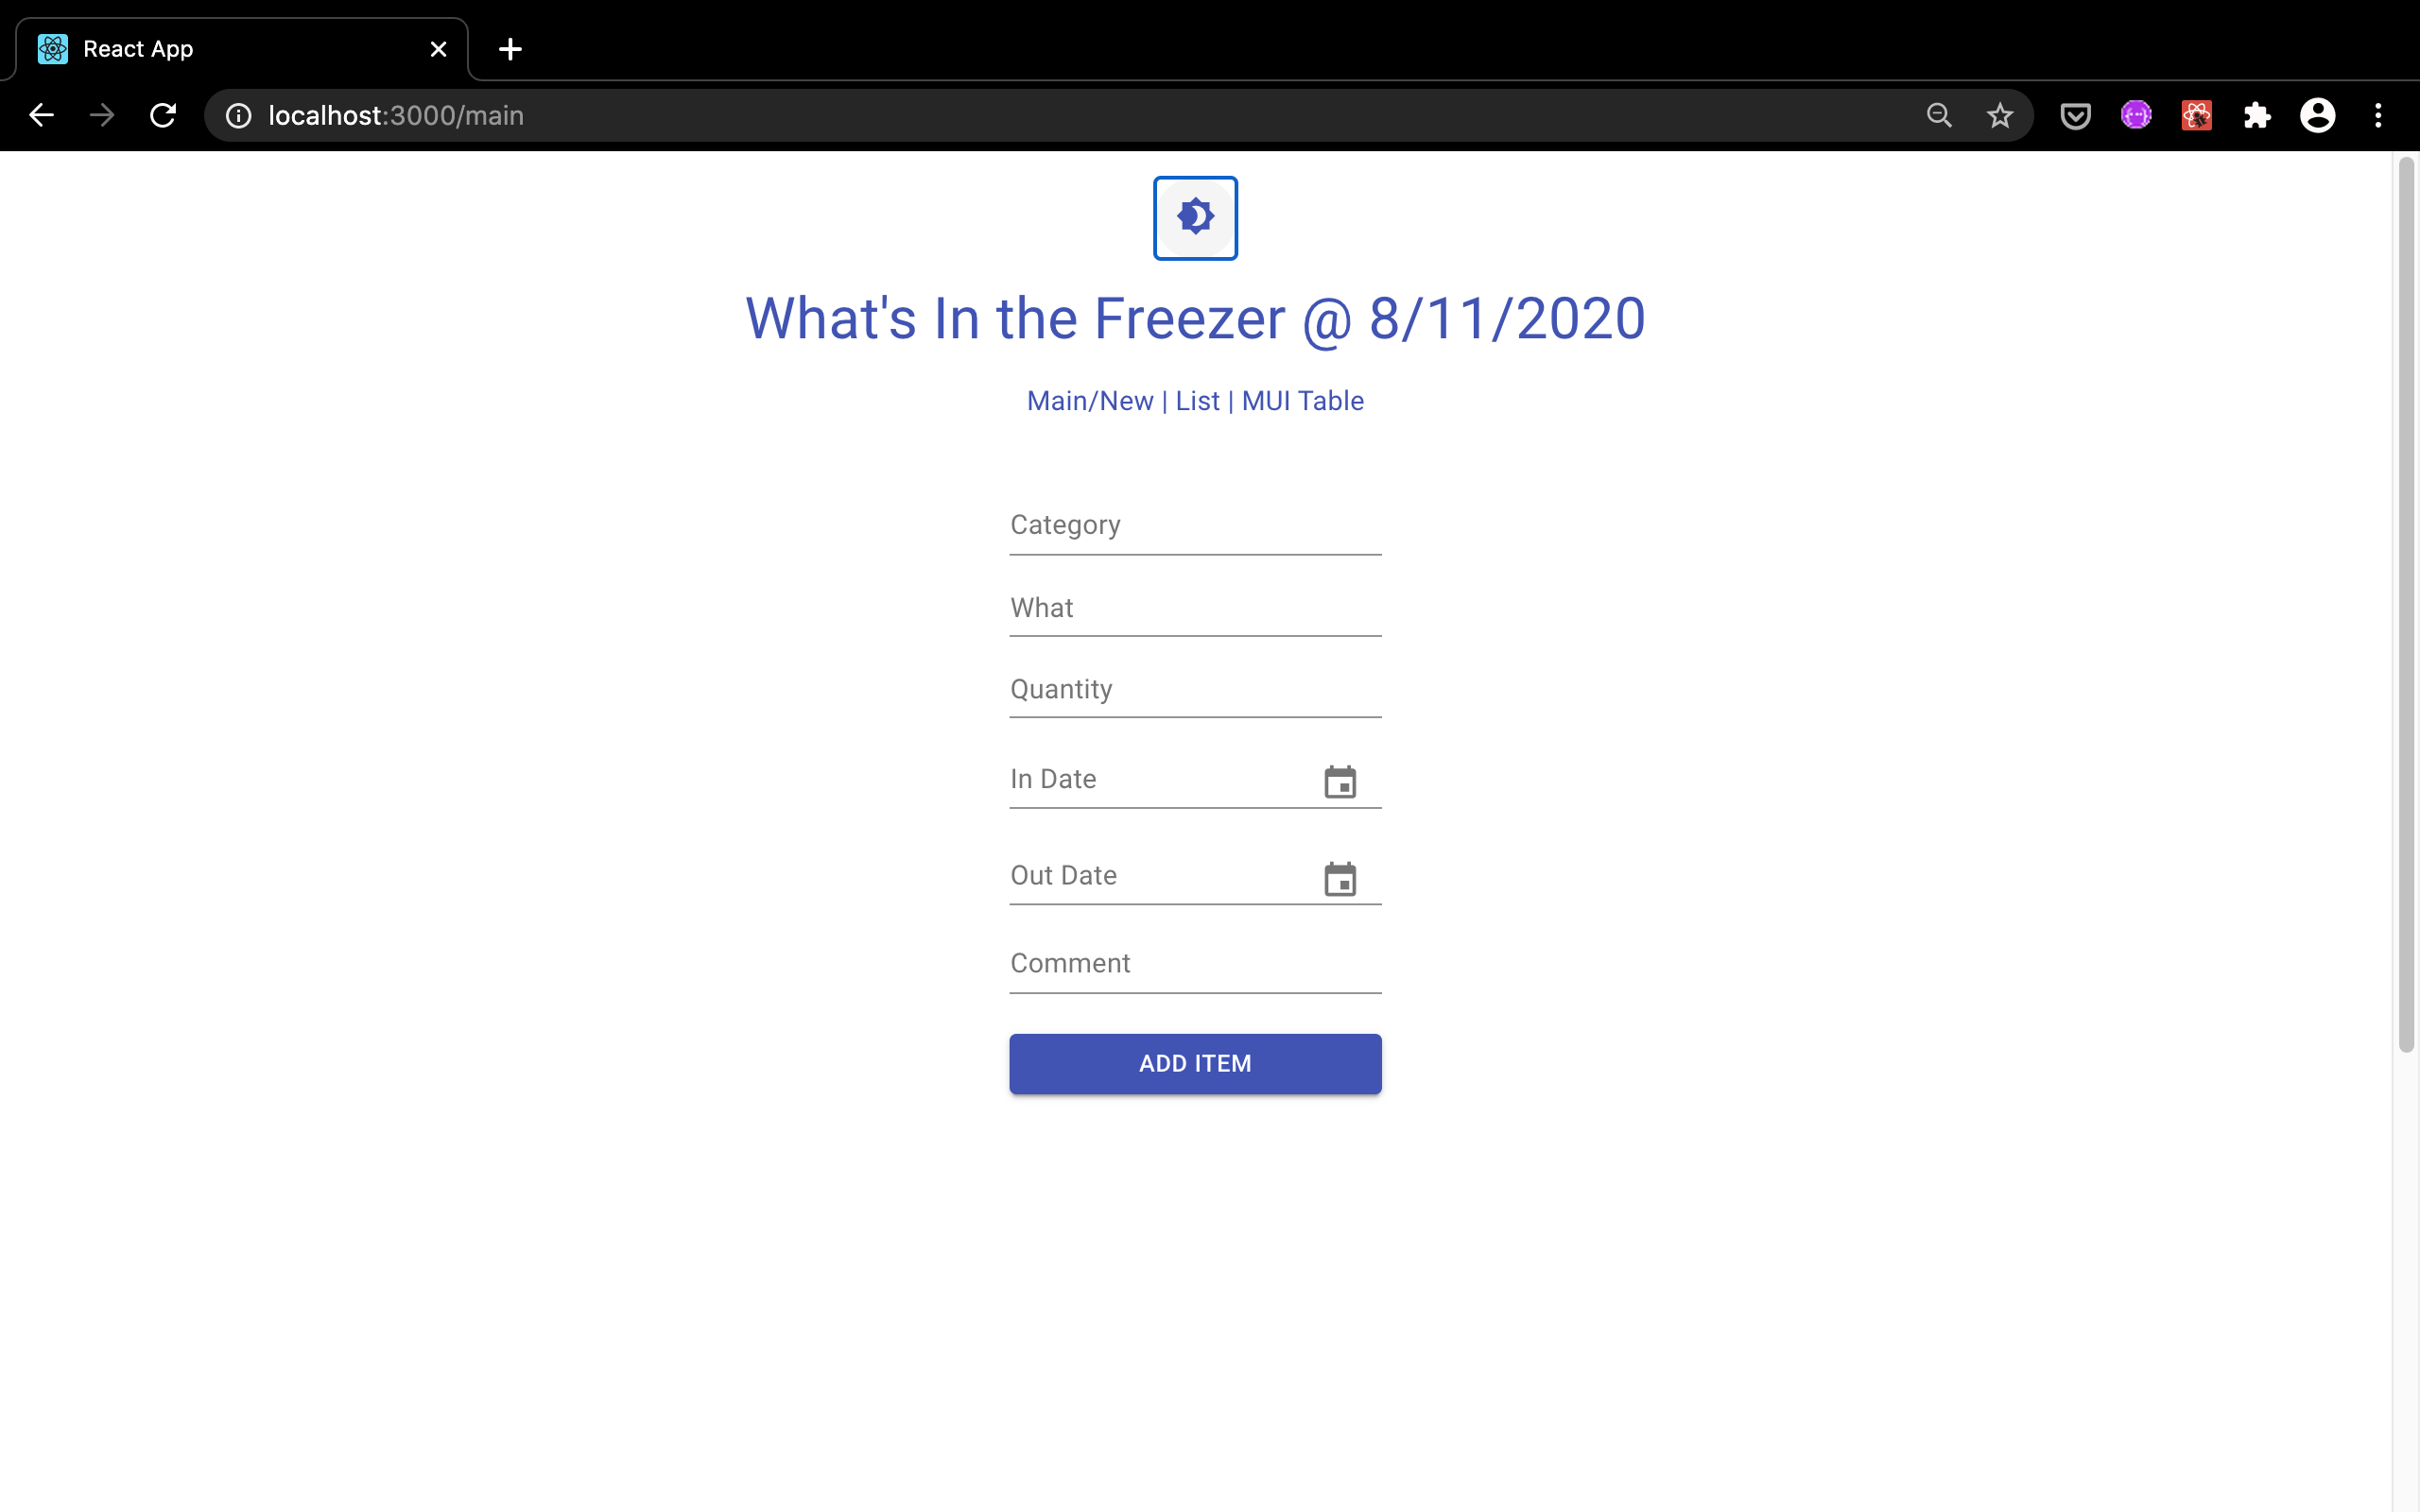 React App
localhost:3000/main
What's In the Freezer @ 8/11/2020
Main/New | List | MUI Table
Category
What
Quantity
In Date
Out Date
Comment
ADD ITEM